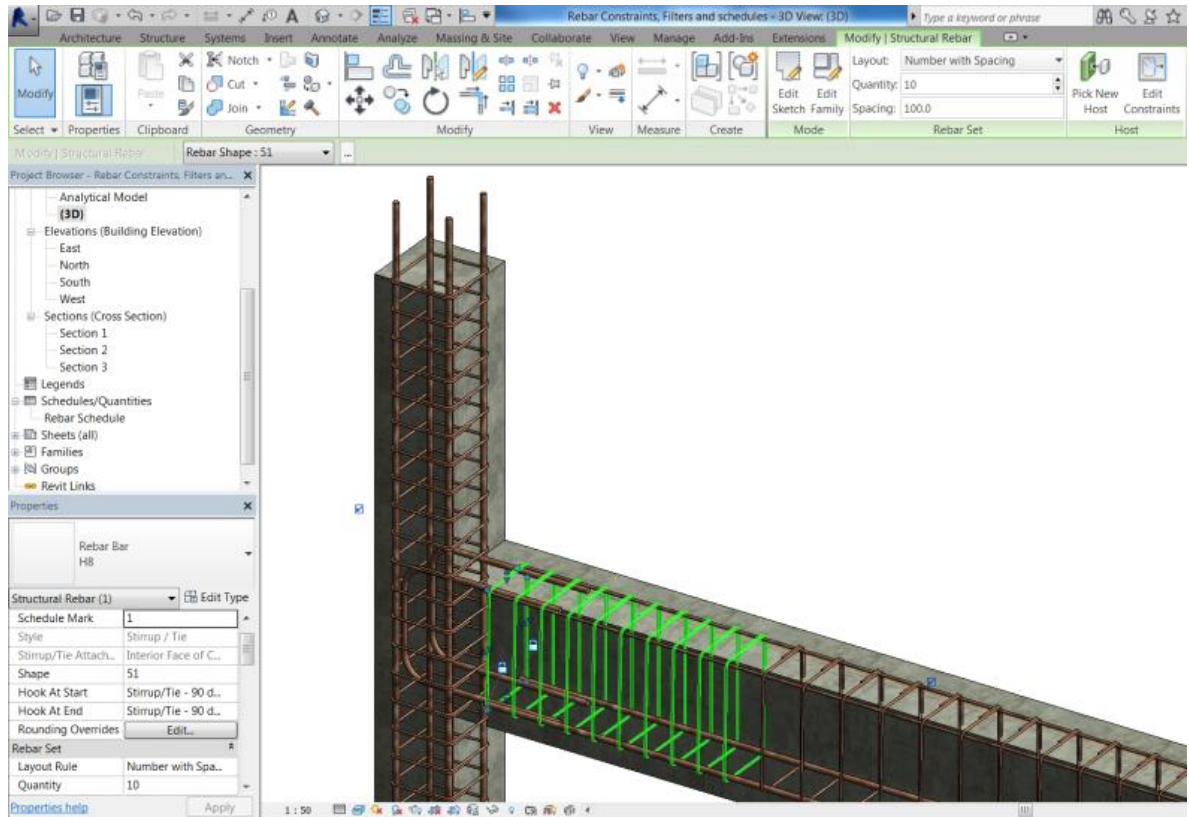 Rebar Constraints, Filters and schedules - 3D View: (3D)
Type a keyword or phrase
Architecture Structure Systems Insert Annotate Analyze Massing & Site Collaborate View Manage Add-Ins Extensions Modify | Structural Rebar
Modify
Paste
Notch
Cut
Join
Edit Sketch
Edit Family
Layout: Number with Spacing
Quantity: 10
Spacing: 100.0
Pick New Host
Edit Constraints
Select Properties Clipboard Geometry Modify View Measure Create Mode Rebar Set Host
Modify | Structural Rebar
Rebar Shape : 51
...
Project Browser - Rebar Constraints, Filters an...
Analytical Model
(3D)
Elevations (Building Elevation)
East
North
South
West
Sections (Cross Section)
Section 1
Section 2
Section 3
Legends
Schedules/Quantities
Rebar Schedule
Sheets (all)
Families
Groups
Revit Links
Properties
Rebar Bar
H8
Structural Rebar (1) Edit Type
Schedule Mark 1
Style Stirrup / Tie
Stirrup/Tie Attach... Interior Face of C...
Shape 51
Hook At Start Stirrup/Tie - 90 d...
Hook At End Stirrup/Tie - 90 d...
Rounding Overrides Edit...
Rebar Set
Layout Rule Number with Spa...
Quantity 10
Properties help Apply
1 : 50